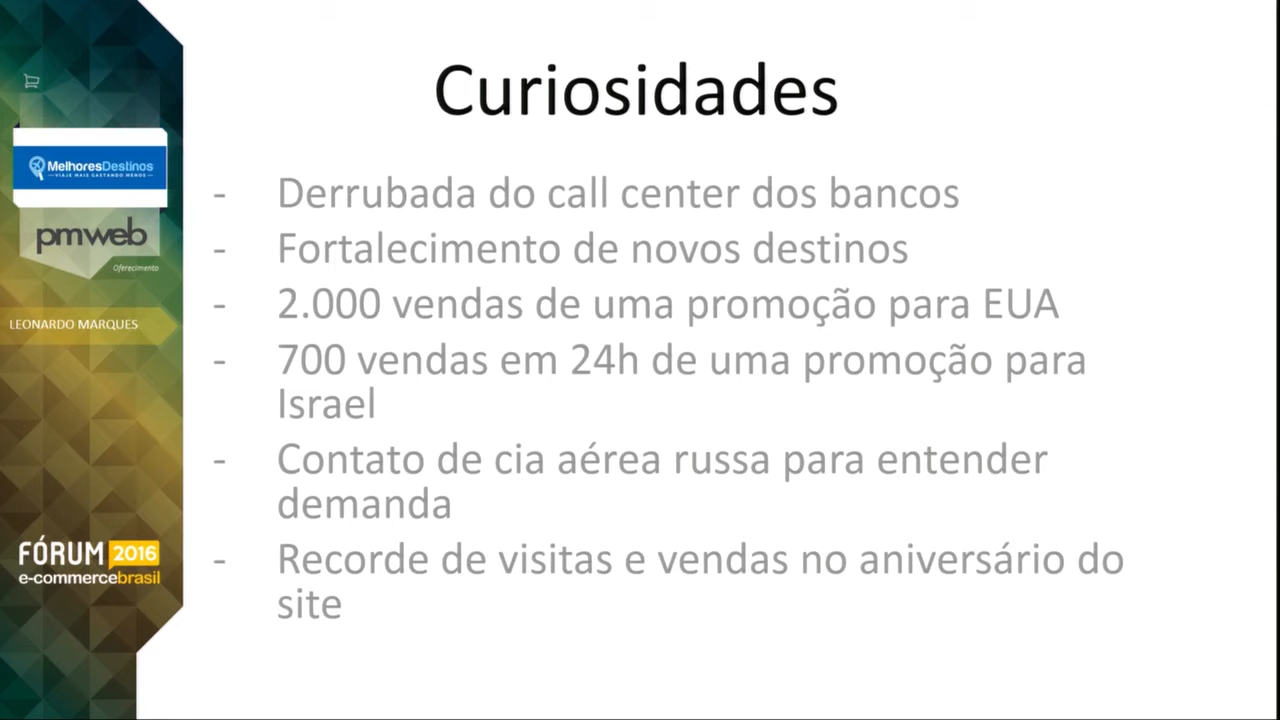 Curiosidades
- Derrubada do call center dos bancos
- Fortalecimento de novos destinos
- 2.000 vendas de uma promoção para EUA
- 700 vendas em 24h de uma promoção para
Israel
- Contato de cia aérea russa para entender
demanda
- Recorde de visitas e vendas no aniversário do
site
MelhoresDestinos
VIAJE MAIS GASTANDO MENOS
pmweb
Oferecimento
LEONARDO MARQUES
FÓRUM 2016
e-commercebrasil